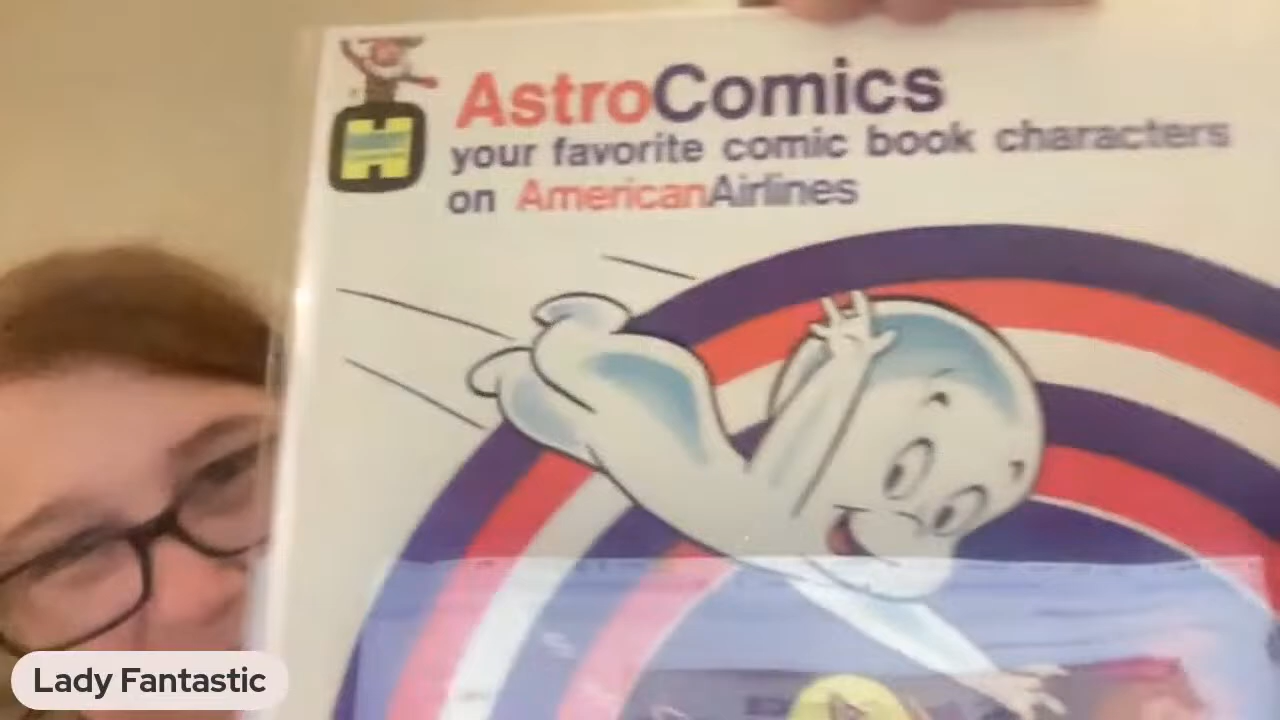 AstroComics
your favorite comic book characters
on AmericanAirlines
Lady Fantastic